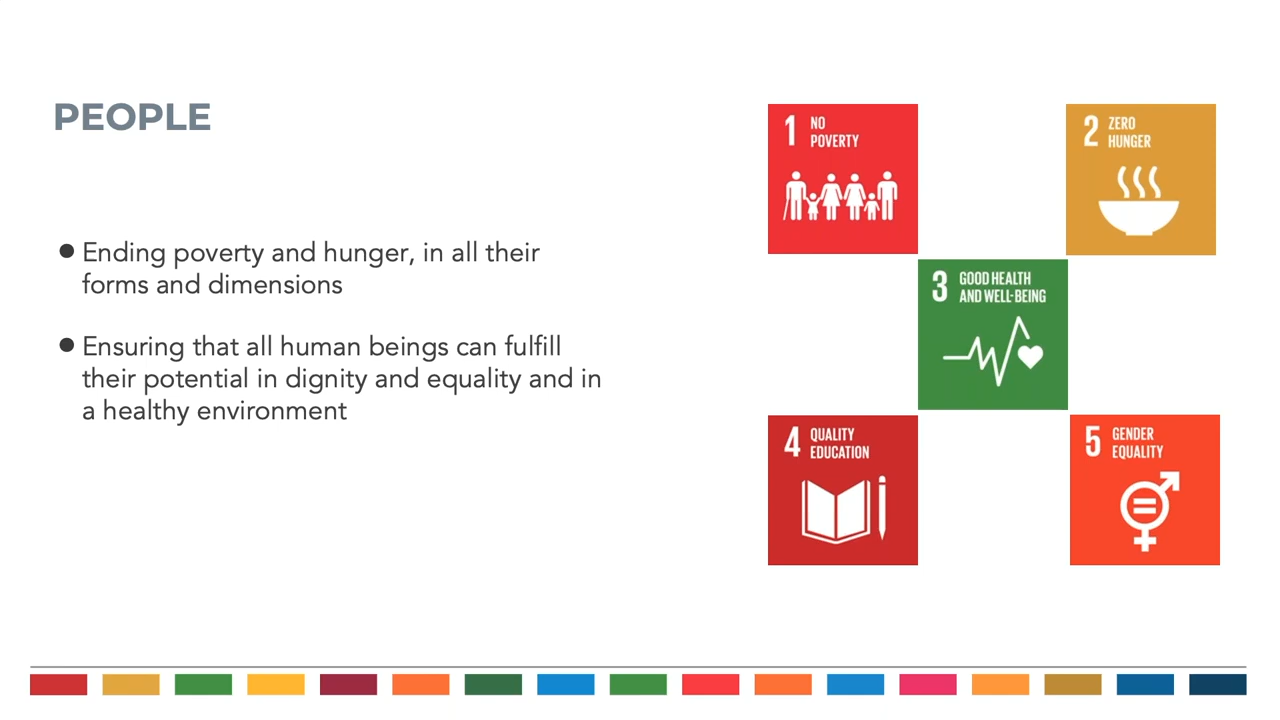 PEOPLE
● Ending poverty and hunger, in all their
forms and dimensions
● Ensuring that all human beings can fulfill
their potential in dignity and equality and in
a healthy environment
1 NO
POVERTY
2 ZERO
HUNGER
3 GOOD HEALTH
AND WELL-BEING
4 QUALITY
EDUCATION
5 GENDER
EQUALITY